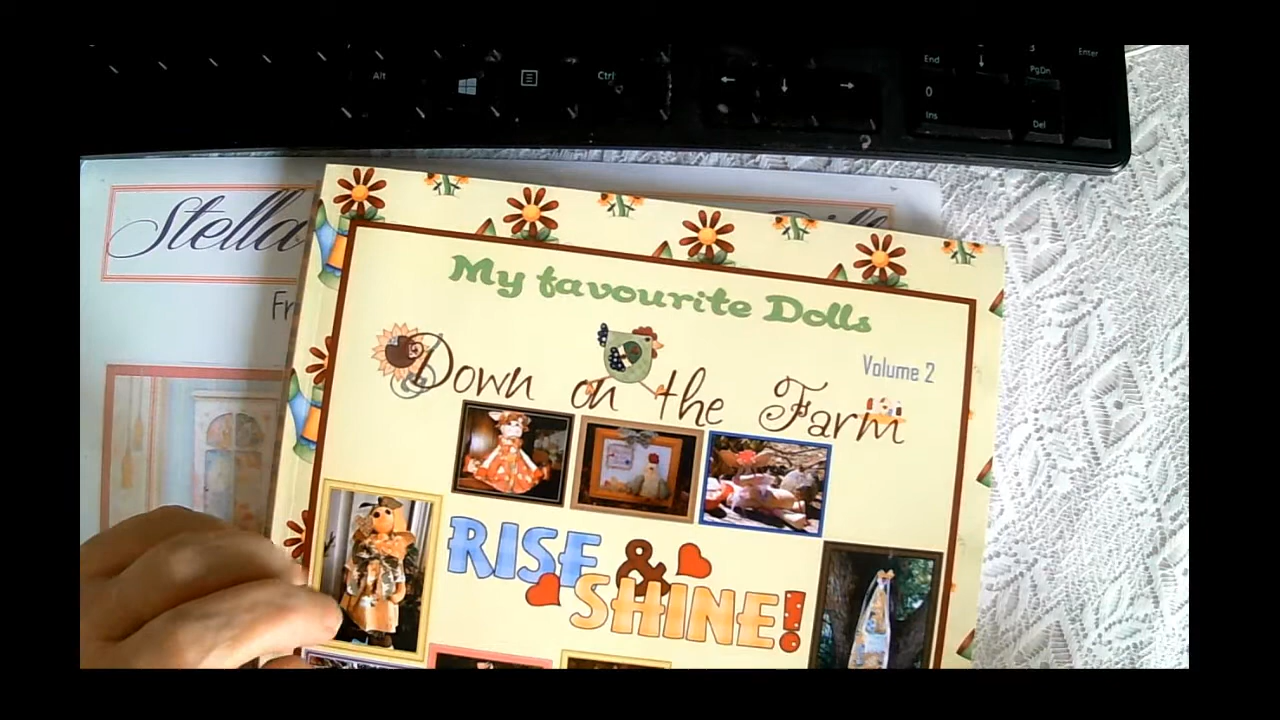 3
Enter
End
↓
PgDn
Alt
Ctrl
←
↓
→
0
Ins
Del
Stella
Fr
My favourite Dolls
Volume 2
Down on the Farm
RISE &
SHINE!